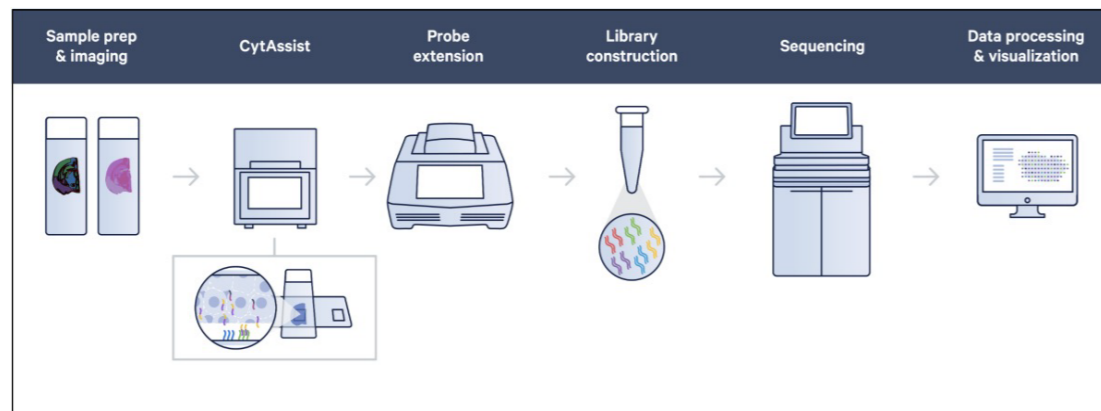 Sample prep
& imaging
CytAssist
Probe
extension
Library
construction
Sequencing
Data processing
& visualization